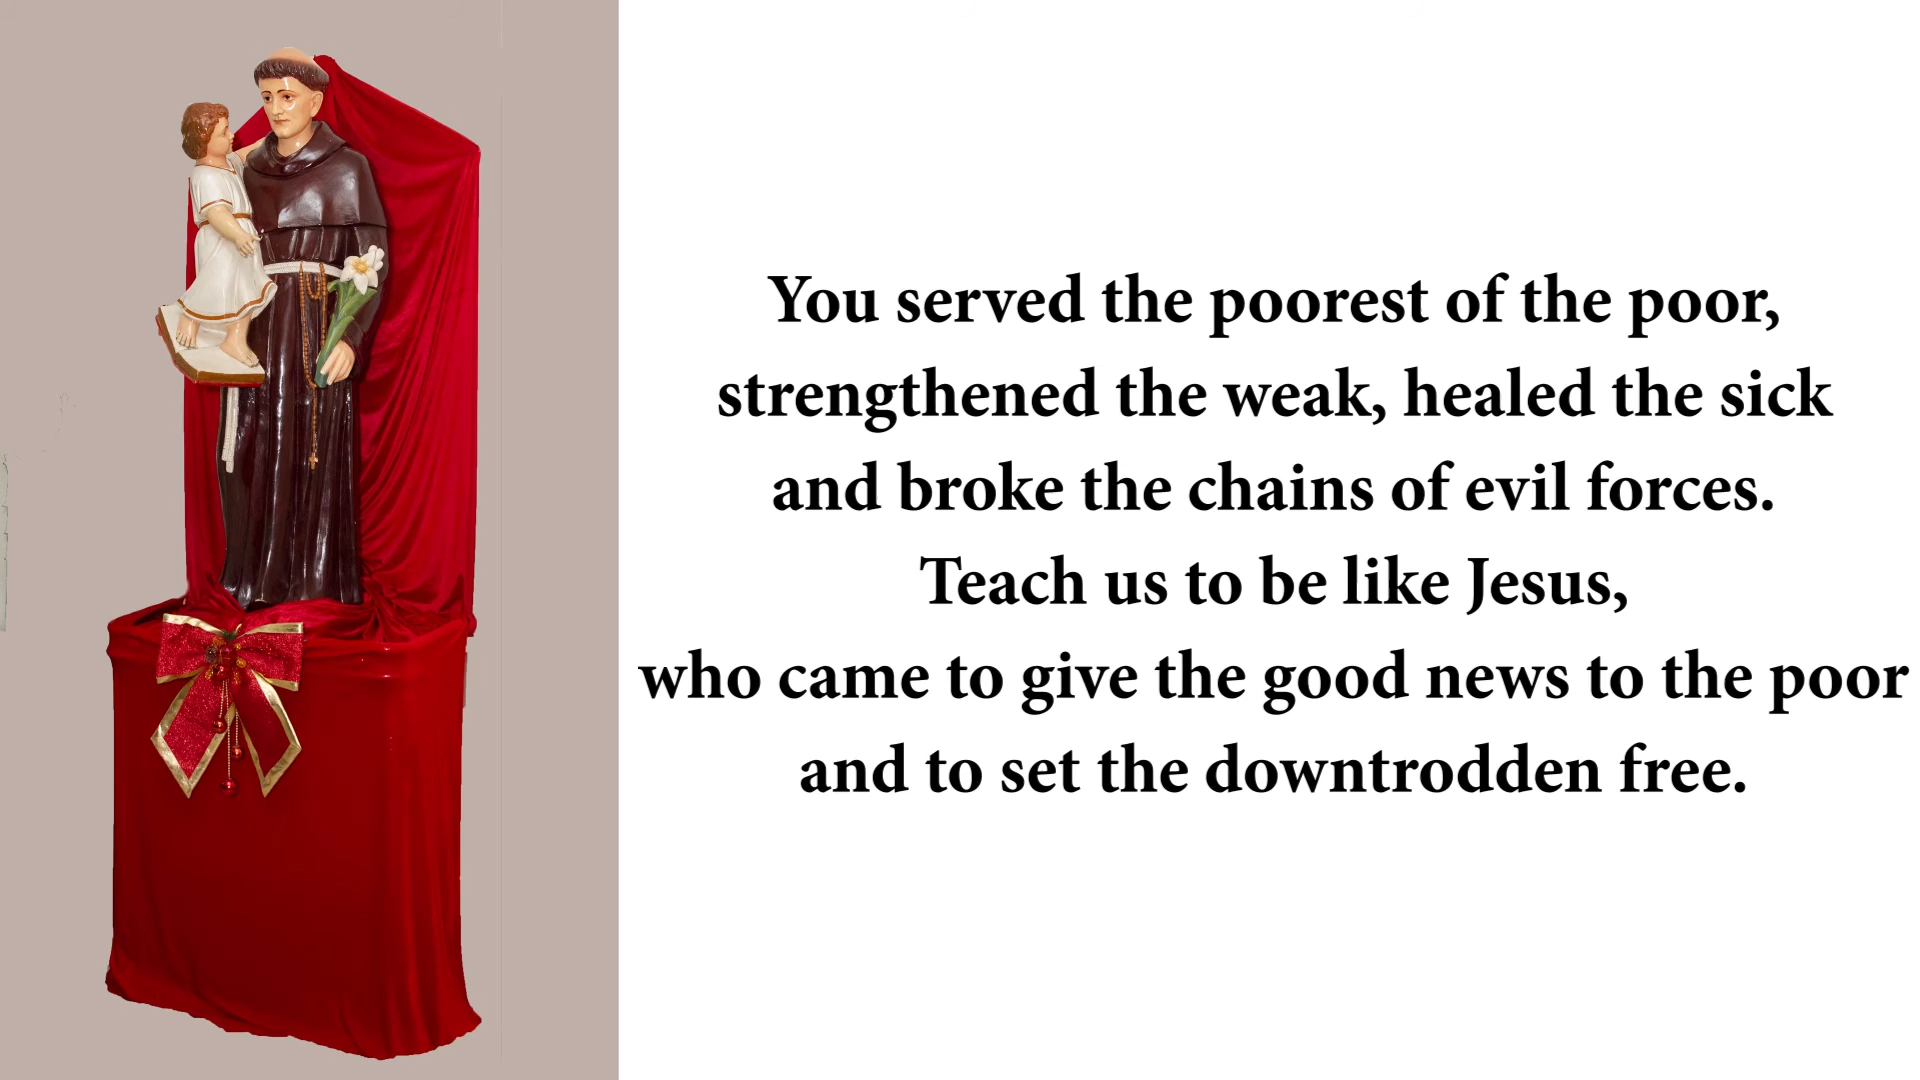 You served the poorest of the poor,
strengthened the weak, healed the sick
and broke the chains of evil forces.
Teach us to be like Jesus,
who came to give the good news to the poor
and to set the downtrodden free.